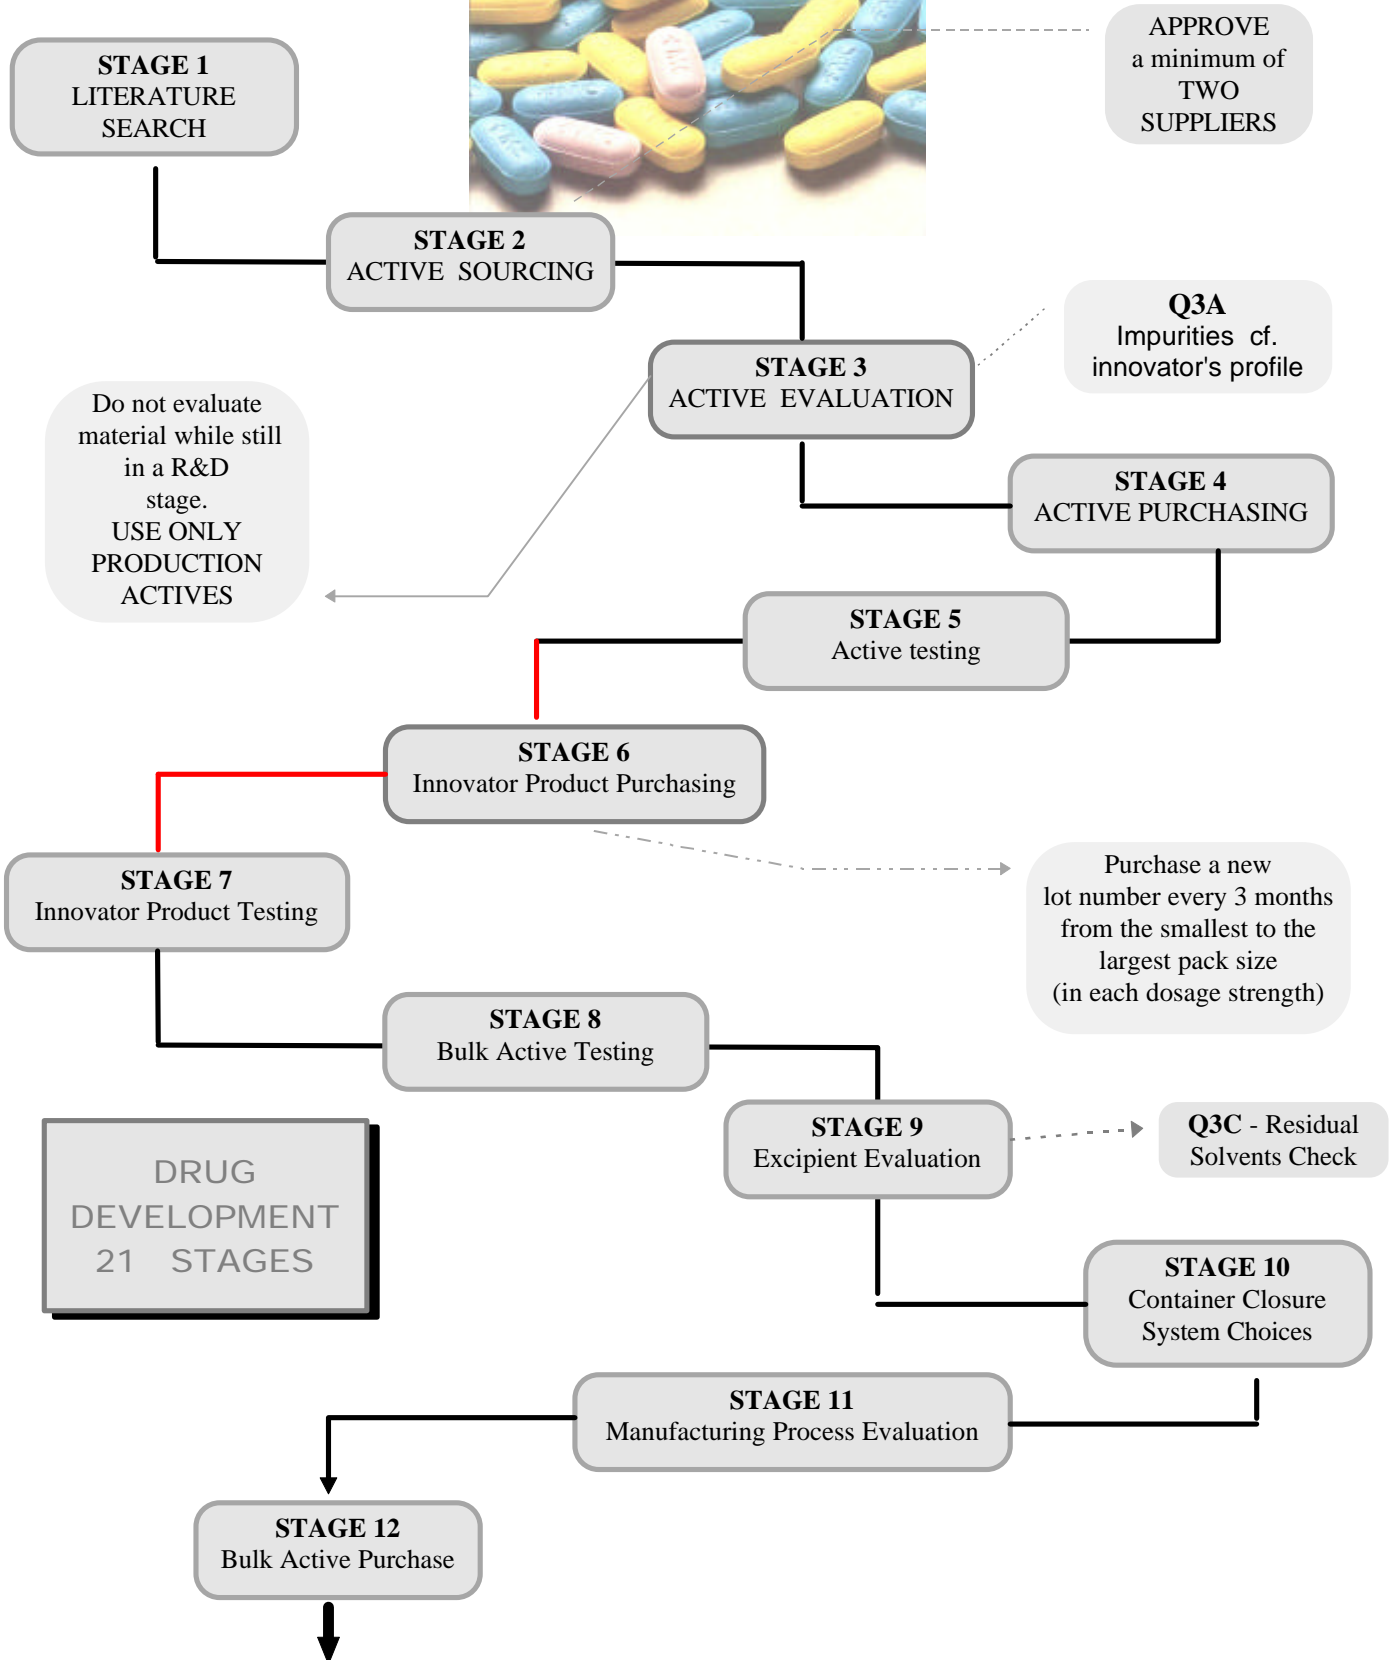 APPROVE
a minimum of
TWO
SUPPLIERS
STAGE 1
LITERATURE
SEARCH
STAGE 2
ACTIVE SOURCING
Q3A
Impurities cf.
innovator's profile
STAGE 3
ACTIVE EVALUATION
Do not evaluate
material while still
in a R&D
stage.
USE ONLY
PRODUCTION
ACTIVES
STAGE 4
ACTIVE PURCHASING
STAGE 5
Active testing
STAGE 6
Innovator Product Purchasing
STAGE 7
Innovator Product Testing
Purchase a new
lot number every 3 months
from the smallest to the
largest pack size
(in each dosage strength)
STAGE 8
Bulk Active Testing
STAGE 9
Excipient Evaluation
Q3C - Residual
Solvents Check
DRUG
DEVELOPMENT
21 STAGES
STAGE 10
Container Closure
System Choices
STAGE 11
Manufacturing Process Evaluation
STAGE 12
Bulk Active Purchase